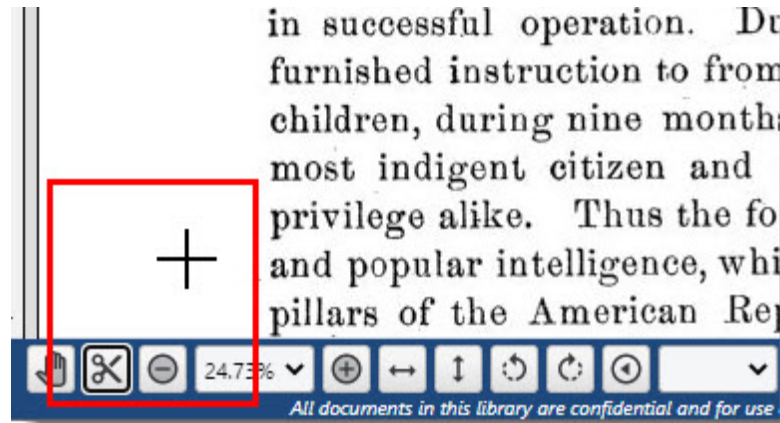 in successful operation. Du
furnished instruction to from
children, during nine months
most indigent citizen and
privilege alike. Thus the fo
and popular intelligence, whi
pillars of the American Rep
24.73%
All documents in this library are confidential and for use